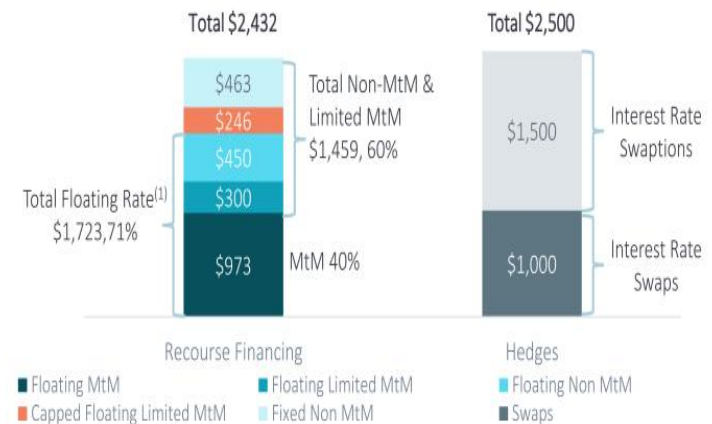 Total $2,432
Total $2,500
$463
$246
$450
$300
$973
Total Non-MtM &
Limited MtM
$1,459, 60%
Total Floating Rate(1)
$1,723,71%
MtM 40%
$1,500
$1,000
Interest Rate
Swaptions
Interest Rate
Swaps
Recourse Financing
Hedges
Floating MtM
Floating Limited MtM
Floating Non MtM
Capped Floating Limited MtM
Fixed Non MtM
Swaps